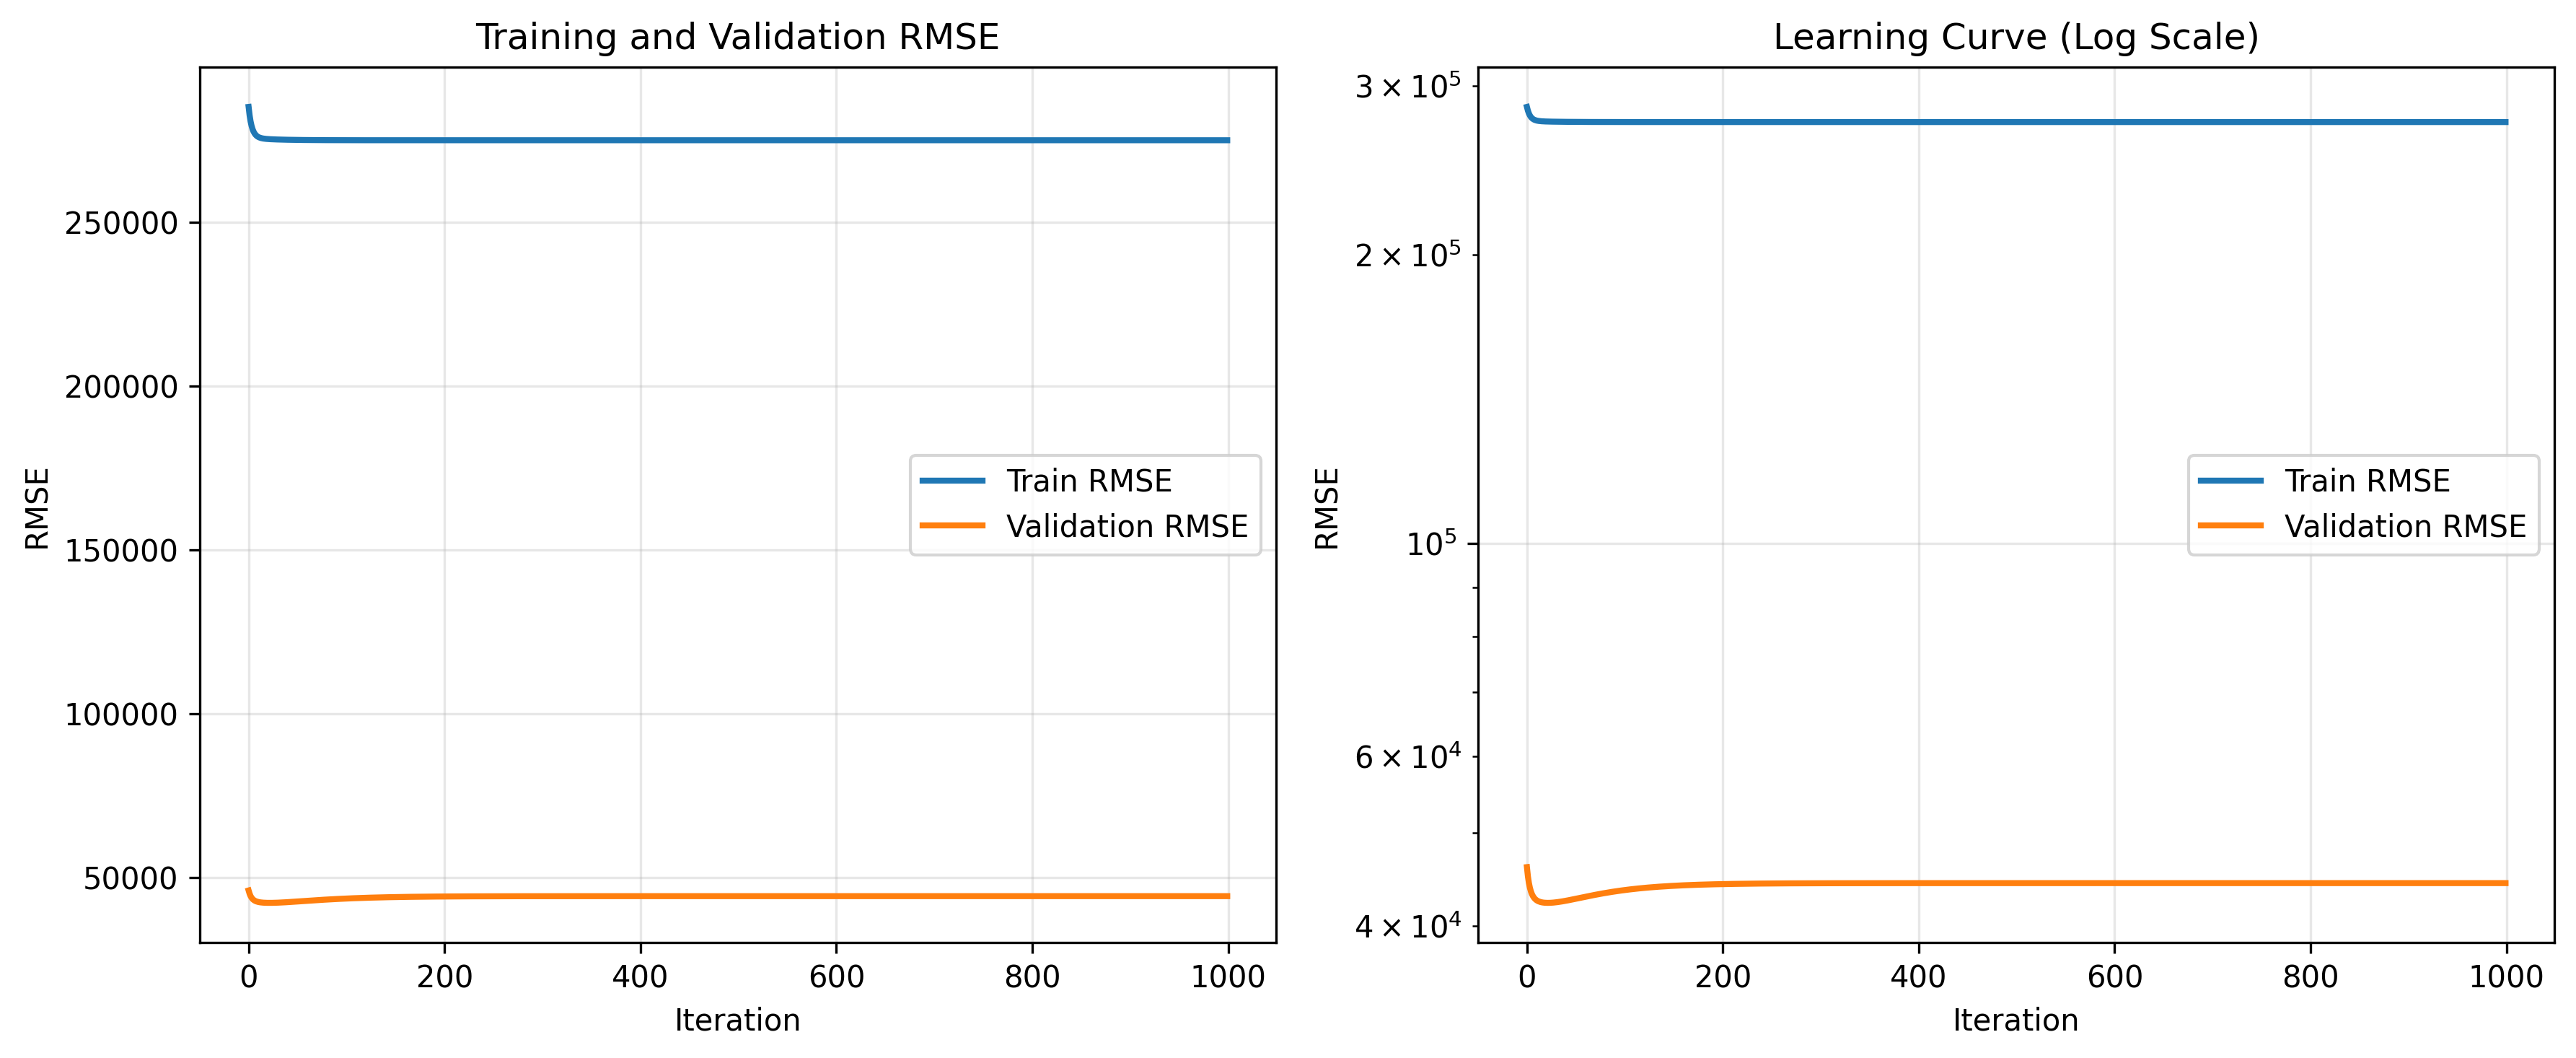 Training and Validation RMSE
RMSE
250000
200000
150000
100000
50000
Train RMSE
Validation RMSE
0 200 400 600 800 1000
Iteration
Learning Curve (Log Scale)
RMSE
3 × 10⁵
2 × 10⁵
10⁵
6 × 10⁴
4 × 10⁴
Train RMSE
Validation RMSE
0 200 400 600 800 1000
Iteration